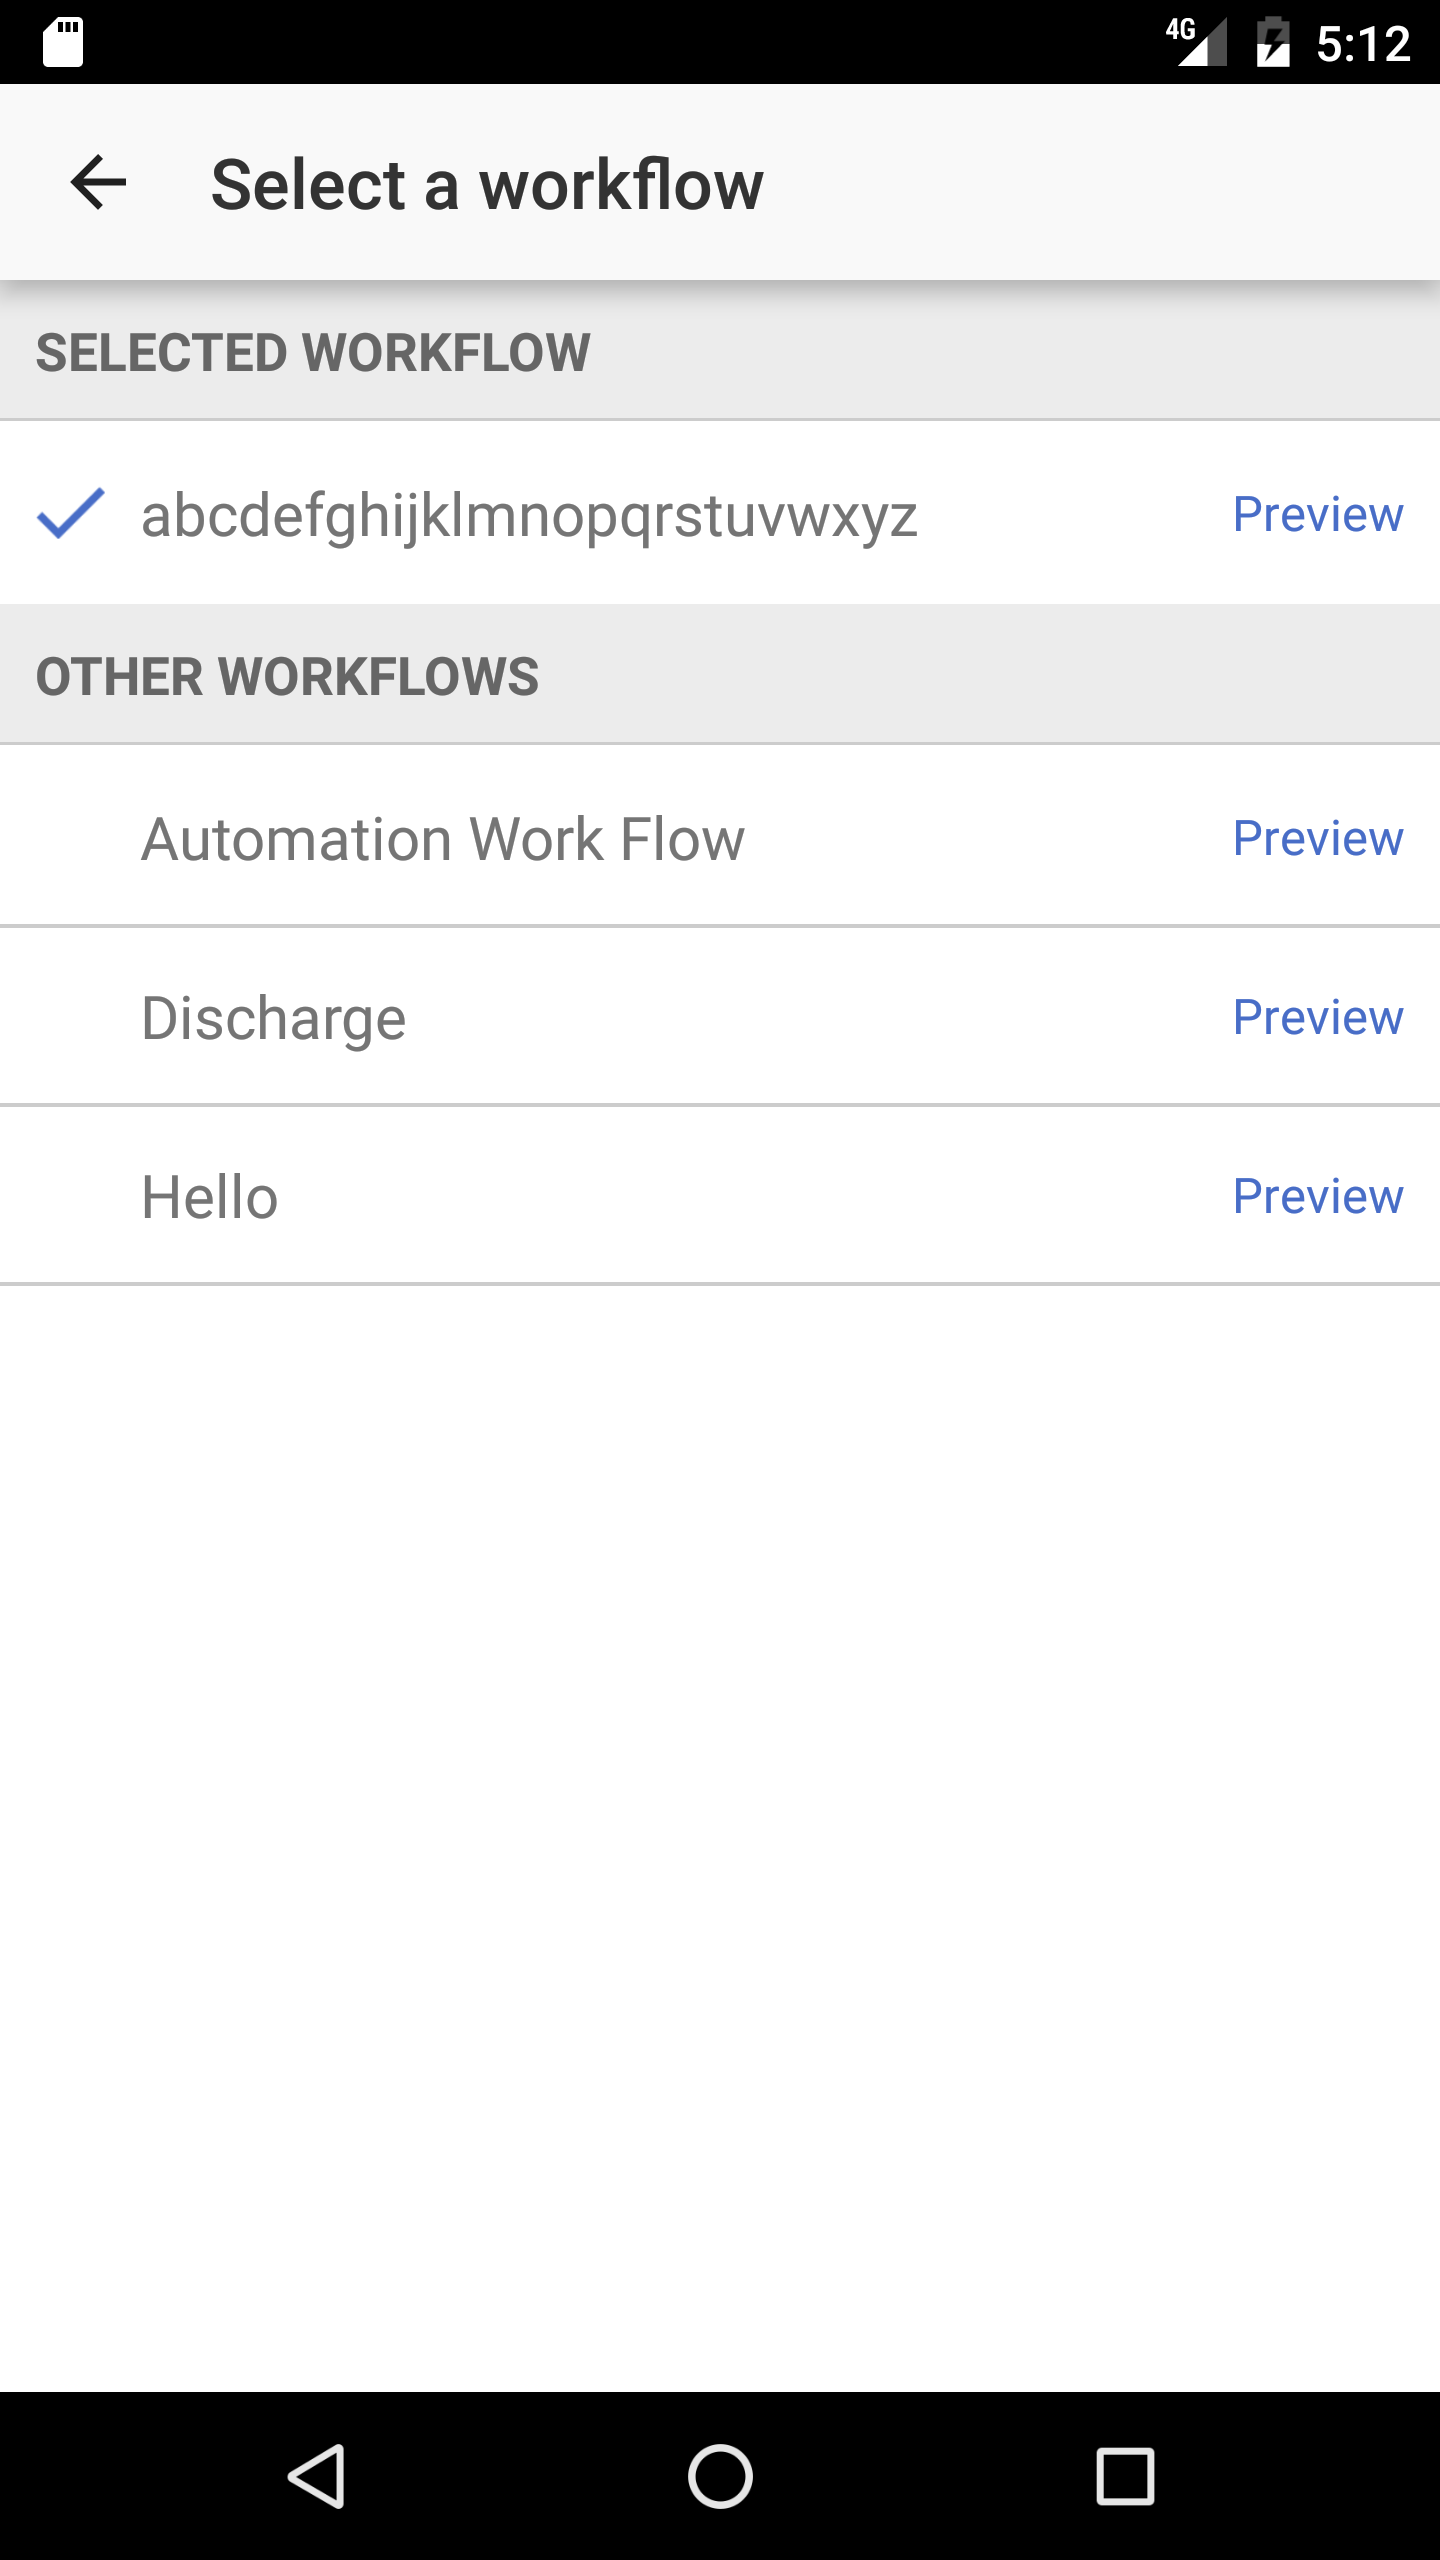 4G 5:12
Select a workflow
SELECTED WORKFLOW
abcdefghijklmnopqrstuvwxyz Preview
OTHER WORKFLOWS
Automation Work Flow Preview
Discharge Preview
Hello Preview